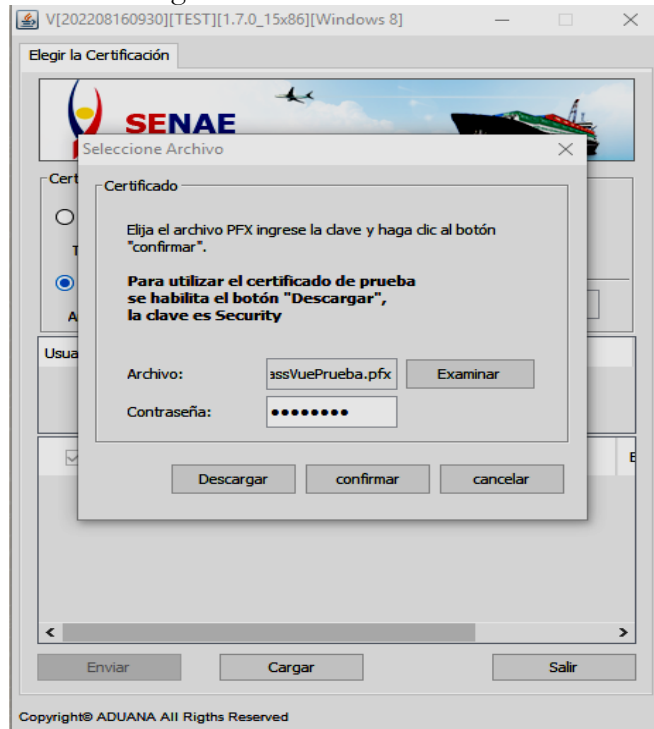 V[202208160930][TEST][1.7.0_15x86][Windows 8]
Elegir la Certificación
SENAE
Seleccione Archivo
Cert
Certificado
Elija el archivo PFX ingrese la clave y haga clic al botón
"confirmar".
T
Para utilizar el certificado de prueba
se habilita el botón "Descargar",
la clave es Security
A
Usua
Archivo:
assVuePrueba.pfx
Examinar
Contraseña:
••••••••
E
Descargar
confirmar
cancelar
Enviar
Cargar
Salir
Copyright© ADUANA All Rigths Reserved